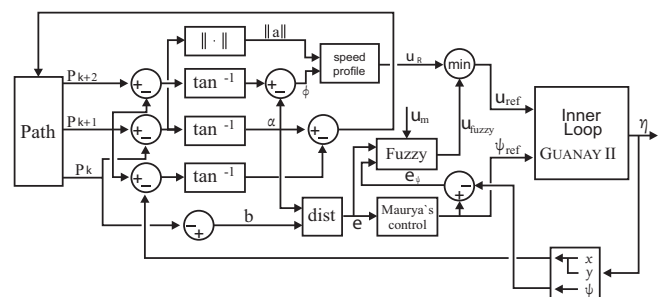 ‖ · ‖
‖a‖
speed
profile
u R
min
P k+2
+
−
tan -1
+
−
ϕ
u ref
Path
P k+1
+
−
tan -1
α
+
−
u m
u fuzzy
Inner
Loop
GUANAY II
η
Fuzzy
ψ ref
P k
+
−
tan -1
e ψ
−
+
b
−
+
dist
e
Maurya`s
control
x
y
ψ